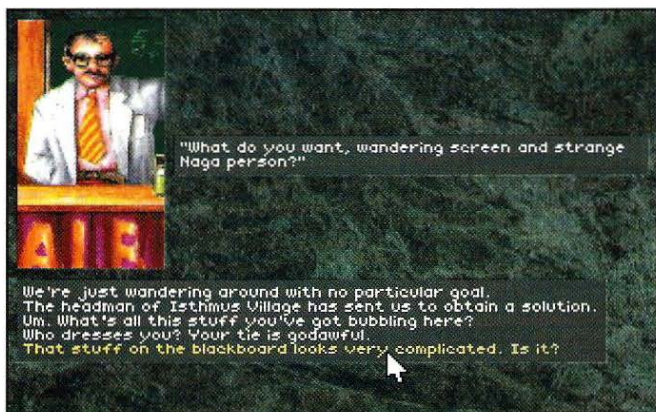 "What do you want, wandering screen and strange
Naga person?"
AIR
We're just wandering around with no particular goal.
The headman of Isthmus Village has sent us to obtain a solution.
Um. What's all this stuff you've got bubbling here?
Who dresses you? Your tie is godawful.
That stuff on the blackboard looks very complicated. Is it?